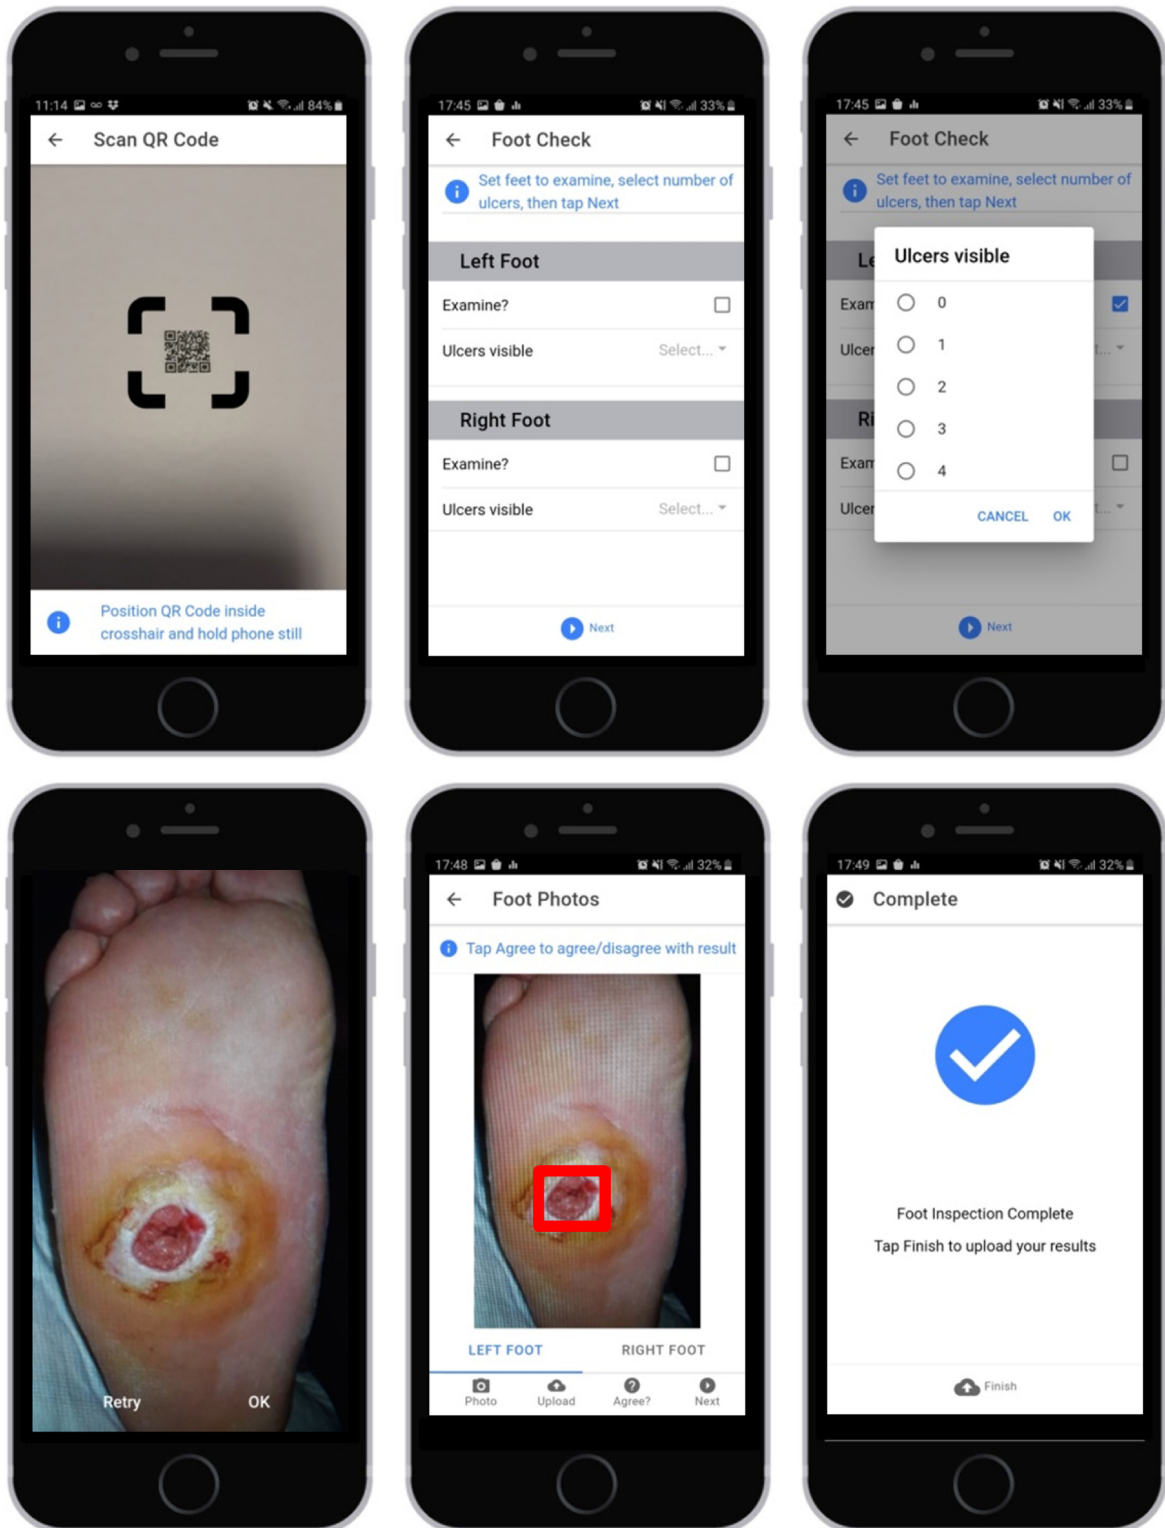 11:14 84%
Scan QR Code
Position QR Code inside
crosshair and hold phone still
17:45 33%
Foot Check
Set feet to examine, select number of
ulcers, then tap Next
Left Foot
Examine?
Ulcers visible Select...
Right Foot
Examine?
Ulcers visible Select...
Next
17:45 33%
Foot Check
Set feet to examine, select number of
ulcers, then tap Next
Le
Ulcers visible
Exam
0
Ulcer
1
t...
2
Ri
3
Exam
4
Ulcer
t...
CANCEL OK
Next
Retry OK
17:48 32%
Foot Photos
Tap Agree to agree/disagree with result
LEFT FOOT RIGHT FOOT
Photo Upload Agree? Next
17:49 32%
Complete
Foot Inspection Complete
Tap Finish to upload your results
Finish